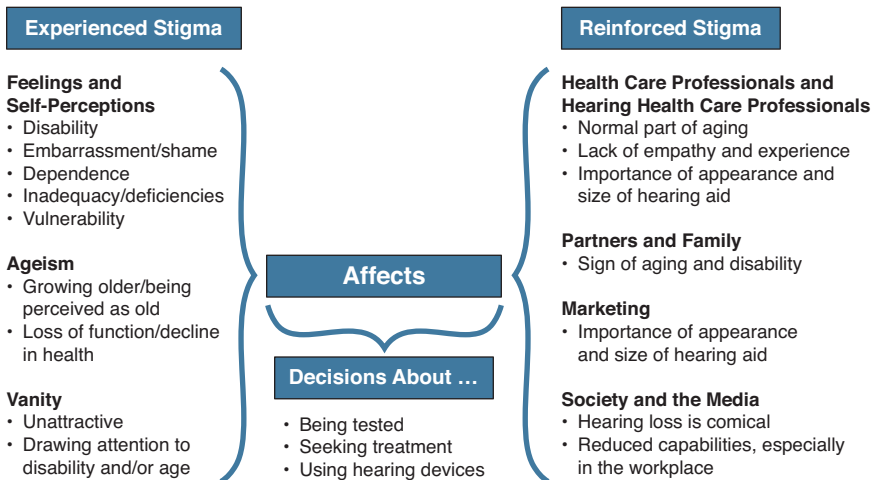 Experienced Stigma
Feelings and
Self-Perceptions
• Disability
• Embarrassment/shame
• Dependence
• Inadequacy/deficiencies
• Vulnerability
Ageism
• Growing older/being
perceived as old
• Loss of function/decline
in health
Vanity
• Unattractive
• Drawing attention to
disability and/or age
Affects
Decisions About …
• Being tested
• Seeking treatment
• Using hearing devices
Reinforced Stigma
Health Care Professionals and
Hearing Health Care Professionals
• Normal part of aging
• Lack of empathy and experience
• Importance of appearance and
size of hearing aid
Partners and Family
• Sign of aging and disability
Marketing
• Importance of appearance
and size of hearing aid
Society and the Media
• Hearing loss is comical
• Reduced capabilities, especially
in the workplace